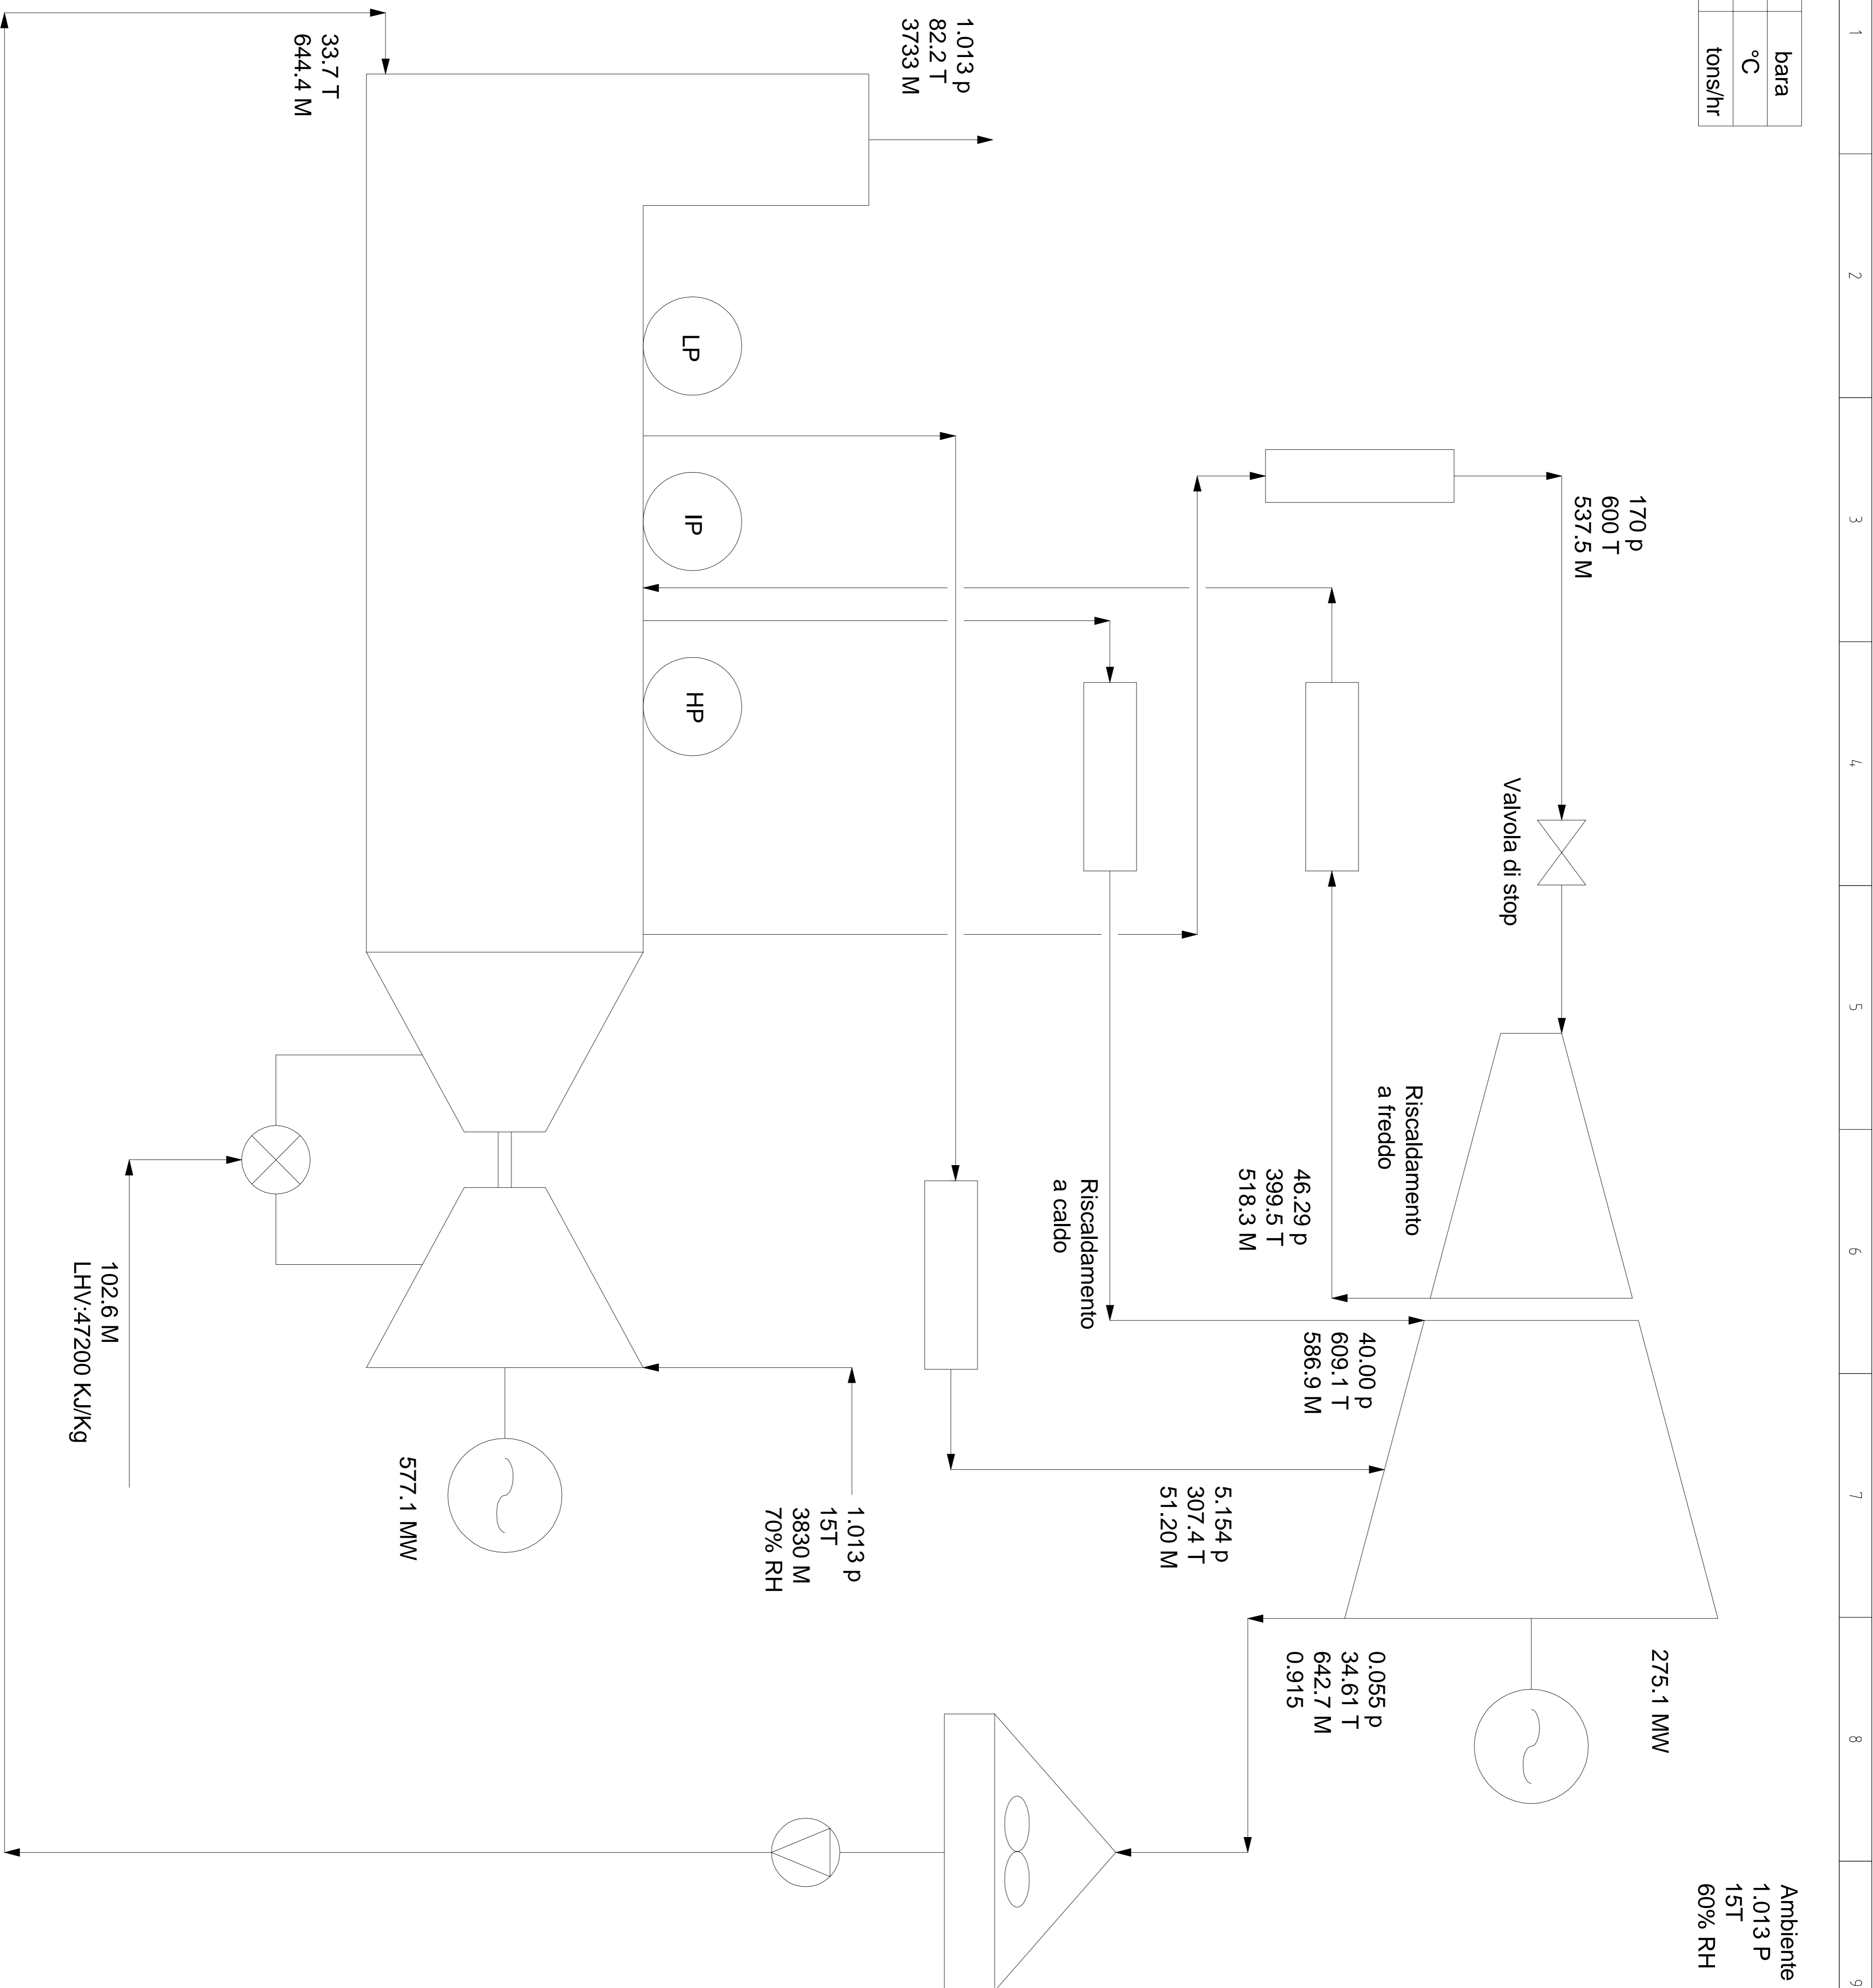 1
2
3
4
5
6
7
8
9
bara
°C
tons/hr
Ambiente
1.013 P
15T
60% RH
170 p
600 T
537.5 M
Valvola di stop
275.1 MW
Riscaldamento
a freddo
46.29 p
399.5 T
518.3 M
40.00 p
609.1 T
586.9 M
0.055 p
34.61 T
642.7 M
0.915
Riscaldamento
a caldo
5.154 p
307.4 T
51.20 M
1.013 p
82.2 T
3733 M
LP
IP
HP
1.013 p
15T
3830 M
70% RH
577.1 MW
33.7 T
644.4 M
102.6 M
LHV:47200 KJ/Kg